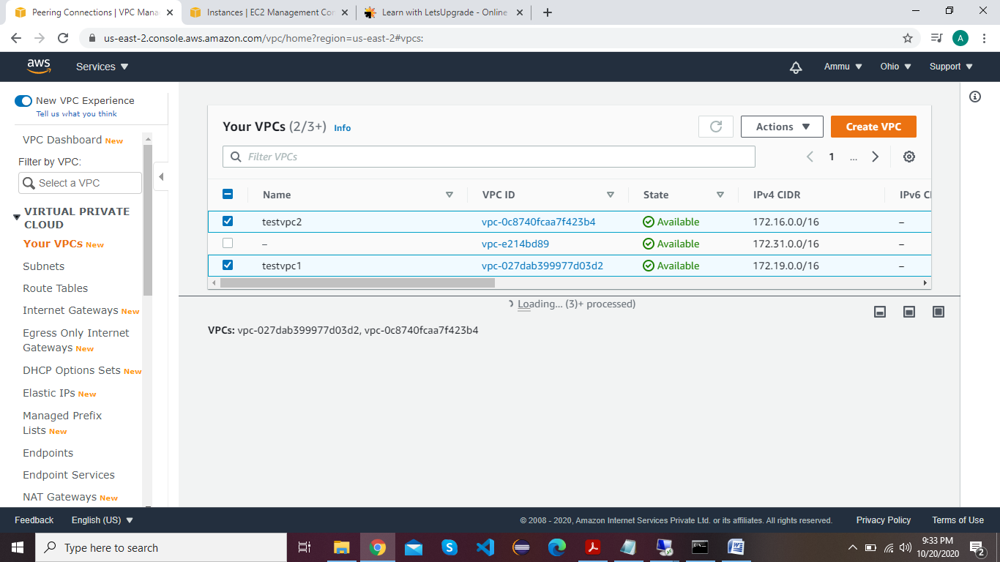 Peering Connections | VPC Mana
Instances | EC2 Management Con
Learn with LetsUpgrade - Online
us-east-2.console.aws.amazon.com/vpc/home?region=us-east-2#vpcs:
A
aws
Services
Ammu
Ohio
Support
New VPC Experience
Tell us what you think
VPC Dashboard New
Filter by VPC:
Select a VPC
VIRTUAL PRIVATE
CLOUD
Your VPCs New
Subnets
Route Tables
Internet Gateways New
Egress Only Internet
Gateways New
DHCP Options Sets New
Elastic IPs New
Managed Prefix
Lists New
Endpoints
Endpoint Services
NAT Gateways New
Your VPCs (2/3+) Info
Actions
Create VPC
Filter VPCs
1 ...
Name VPC ID State IPv4 CIDR IPv6 CI
testvpc2 vpc-0c8740fcaa7f423b4 Available 172.16.0.0/16 –
– vpc-e214bd89 Available 172.31.0.0/16 –
testvpc1 vpc-027dab399977d03d2 Available 172.19.0.0/16 –
Loading... (3)+ processed)
VPCs: vpc-027dab399977d03d2, vpc-0c8740fcaa7f423b4
Feedback English (US)
© 2008 - 2020, Amazon Internet Services Private Ltd. or its affiliates. All rights reserved.
Privacy Policy Terms of Use
Type here to search
9:33 PM
10/20/2020
2